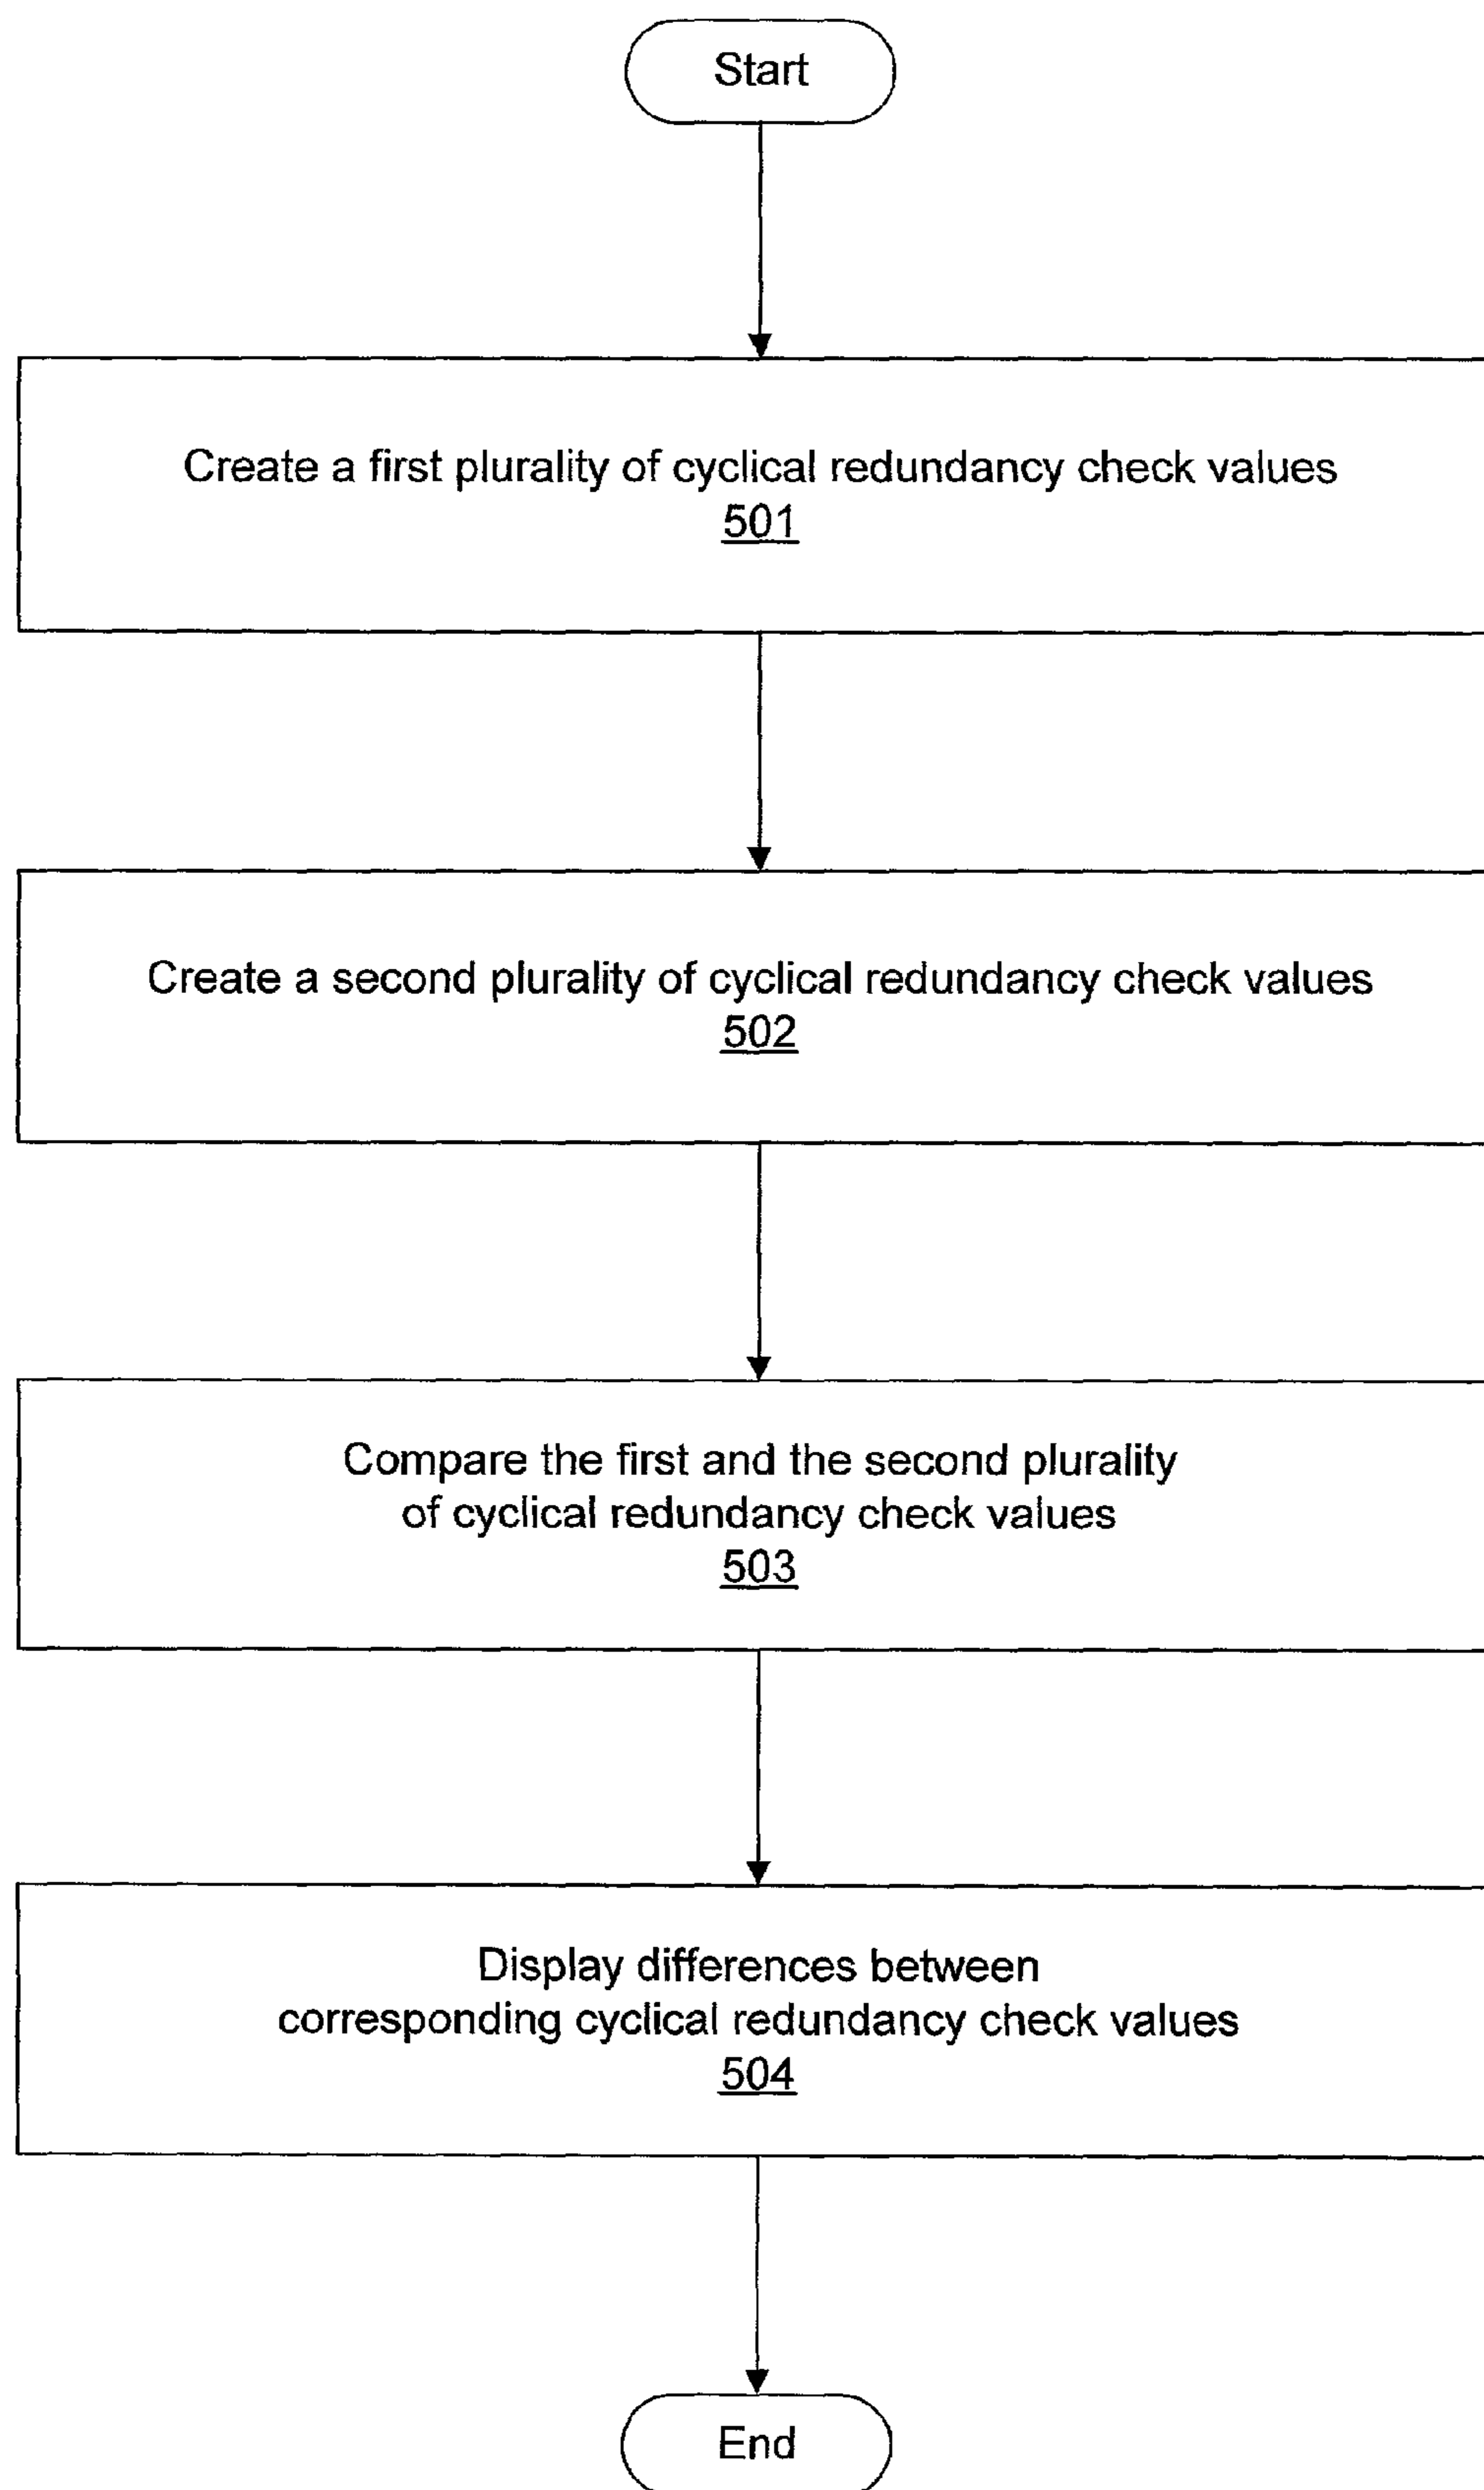 Start
Create a first plurality of cyclical redundancy check values
501
Create a second plurality of cyclical redundancy check values
502
Compare the first and the second plurality
of cyclical redundancy check values
503
Display differences between
corresponding cyclical redundancy check values
504
End